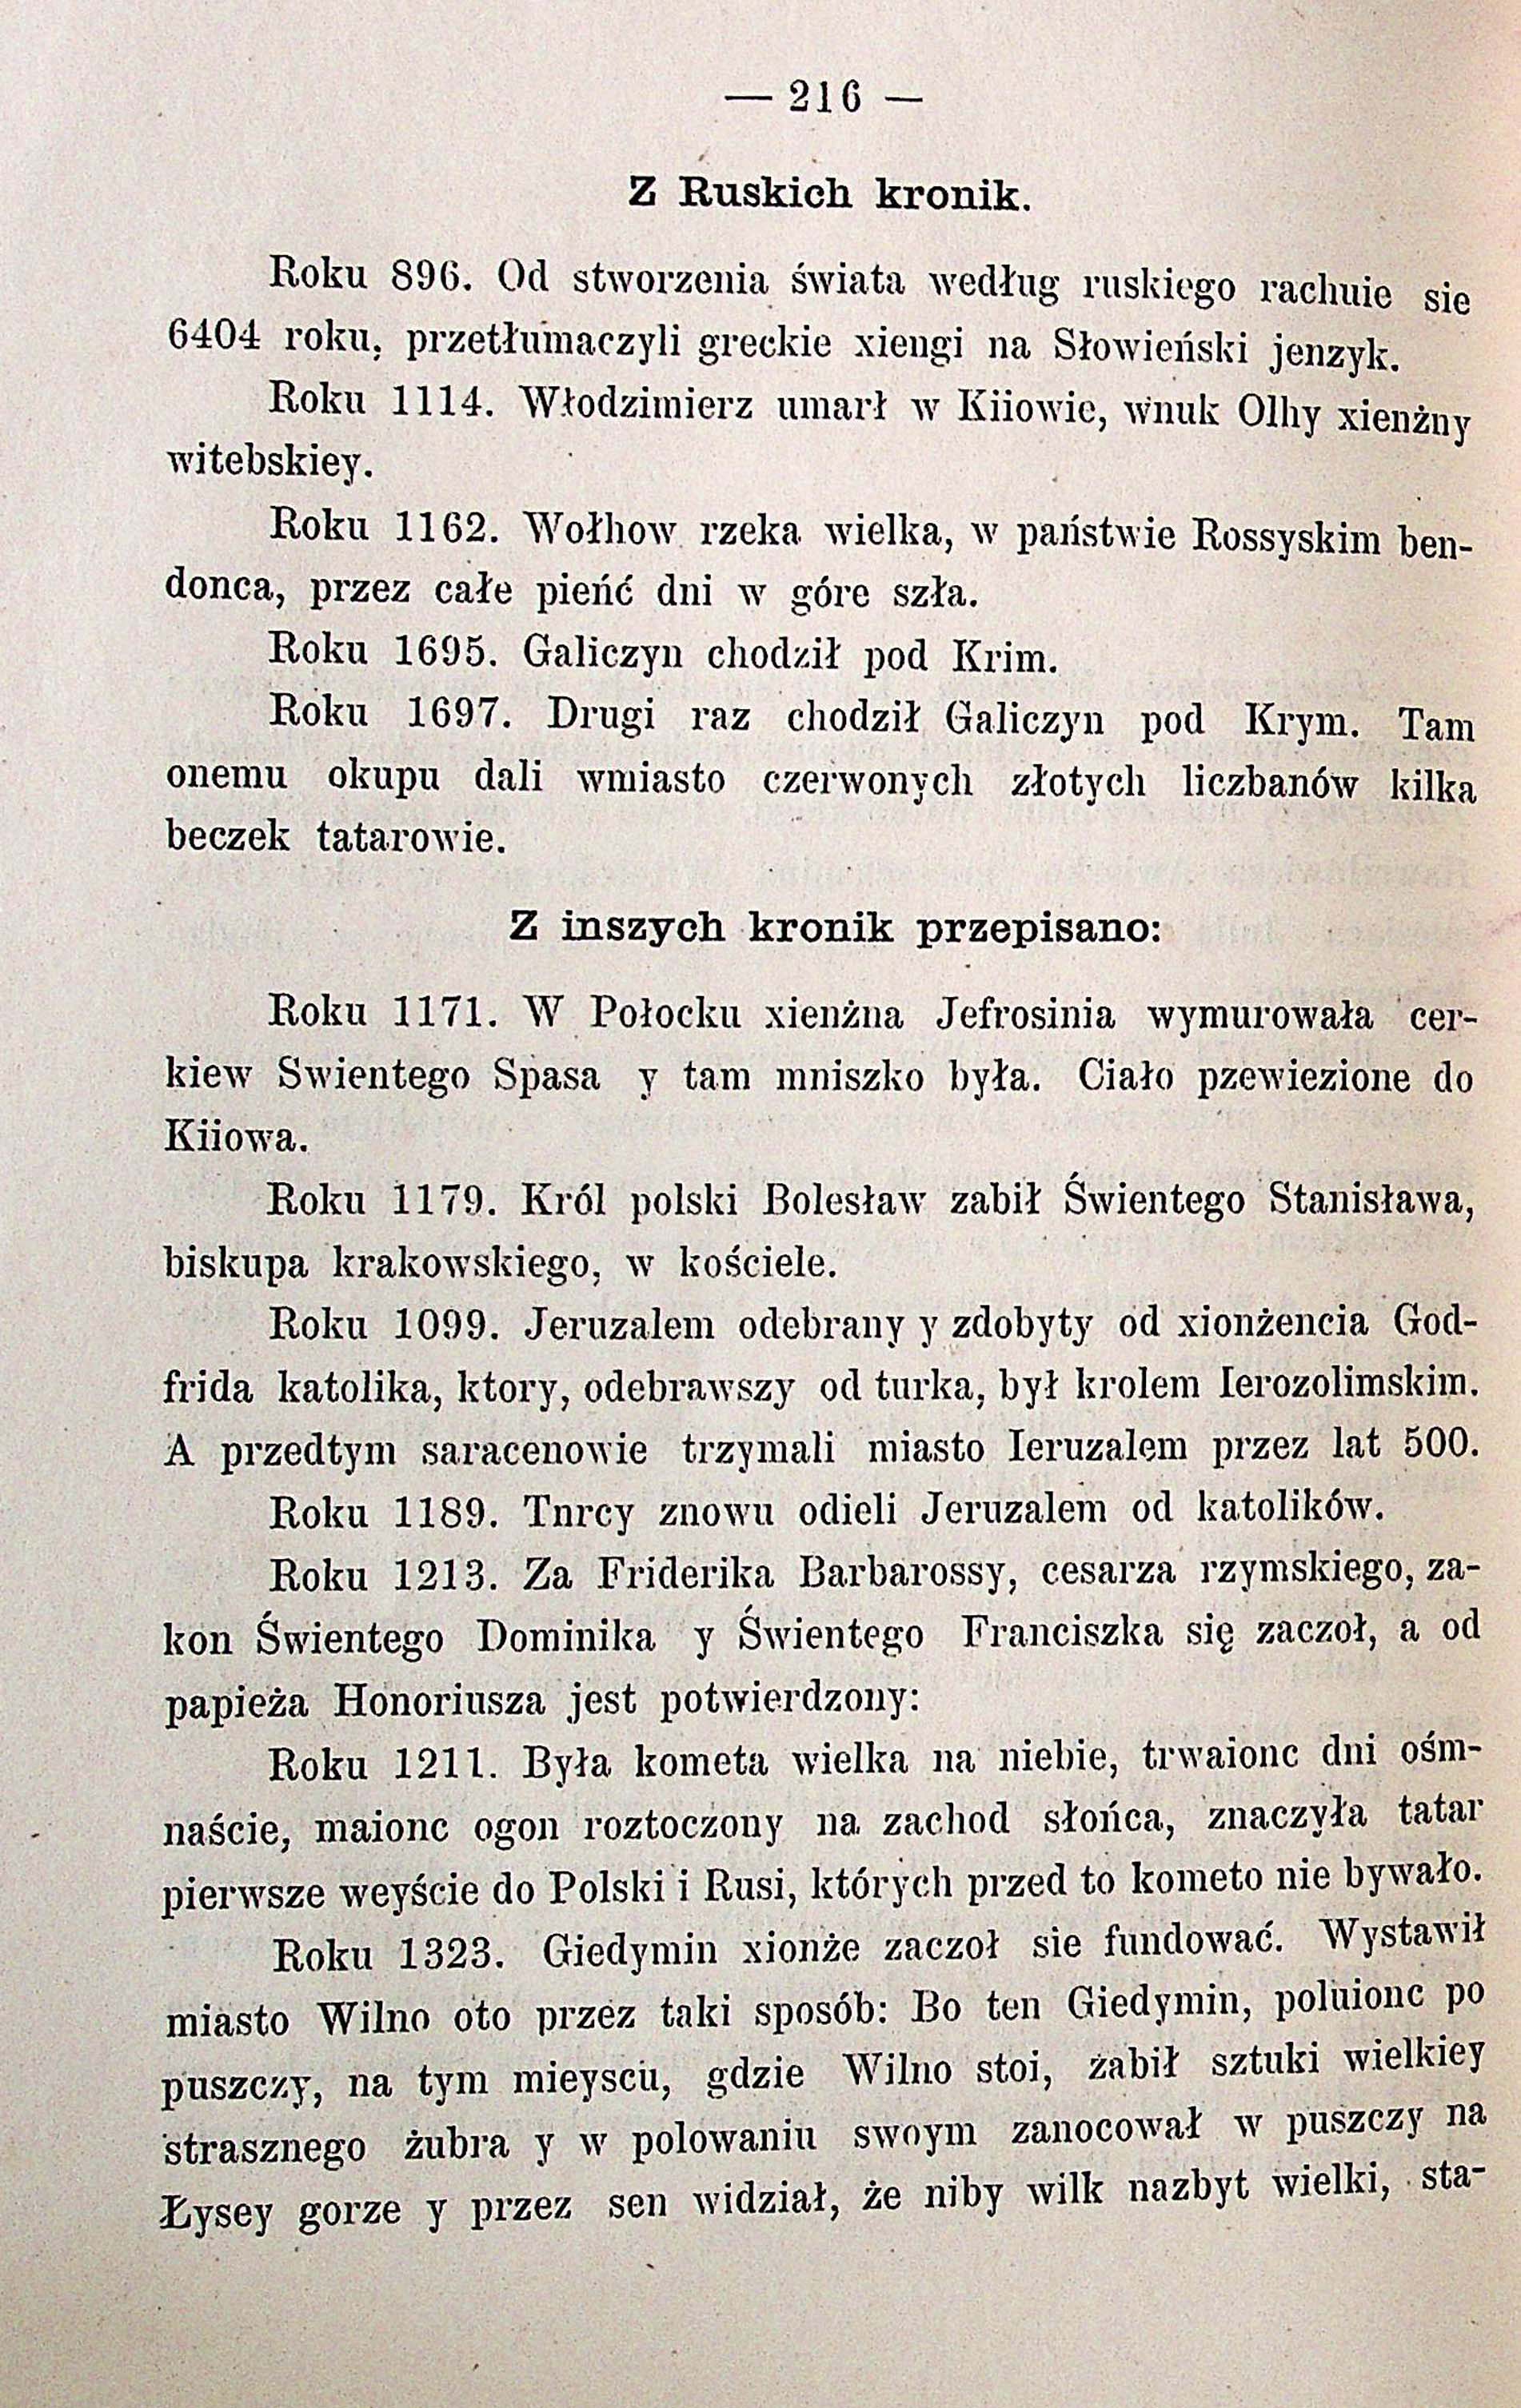 — 216 —
Z Ruskich kronik.
Roku 896. Od stworzenia świata według ruskiego rachuie sie
6404 roku, przetłumaczyli greckie xiengi na Słowieński jenzyk.
Roku 1114. Włodzimierz umarł w Kiiowie, wnuk Olhy xienżny
witebskiey.
Roku 1162. Wołhow rzeka wielka, w państwie Rossyskim ben-
donca, przez całe pieńć dni w góre szła.
Roku 1695. Galiczyn chodził pod Krim.
Roku 1697. Drugi raz chodził Galiczyn pod Krym. Tam
onemu okupu dali wmiasto czerwonych złotych liczbanów kilka
beczek tatarowie.
Z inszych kronik przepisano:
Roku 1171. W Połocku xienżna Jefrosinia wymurowała cer-
kiew Swientego Spasa y tam mniszko była. Ciało pzewiezione do
Kiiowa.
Roku 1179. Król polski Bolesław zabił Świentego Stanisława,
biskupa krakowskiego, w kościele.
Roku 1099. Jeruzalem odebrany y zdobyty od xionżencia God-
frida katolika, ktory, odebrawszy od turka, był krolem Ierozolimskim.
A przedtym saracenowie trzymali miasto Ieruzalem przez lat 500.
Roku 1189. Tnrcy znowu odieli Jeruzalem od katolików.
Roku 1213. Za Friderika Barbarossy, cesarza rzymskiego, za-
kon Świentego Dominika y Świentego Franciszka się zaczoł, a od
papieża Honoriusza jest potwierdzony:
Roku 1211. Była kometa wielka na niebie, trwaionc dni ośm-
naście, maionc ogon roztoczony na zachod słońca, znaczyła tatar
pierwsze weyście do Polski i Rusi, których przed to kometo nie bywało.
Roku 1323. Giedymin xionże zaczoł sie fundować. Wystawił
miasto Wilno oto przez taki sposób: Bo ten Giedymin, poluionc po
puszczy, na tym mieyscu, gdzie Wilno stoi, zabił sztuki wielkiey
strasznego żubra y w polowaniu swoym zanocował w puszczy na
Łysey gorze y przez sen widział, że niby wilk nazbyt wielki, sta-